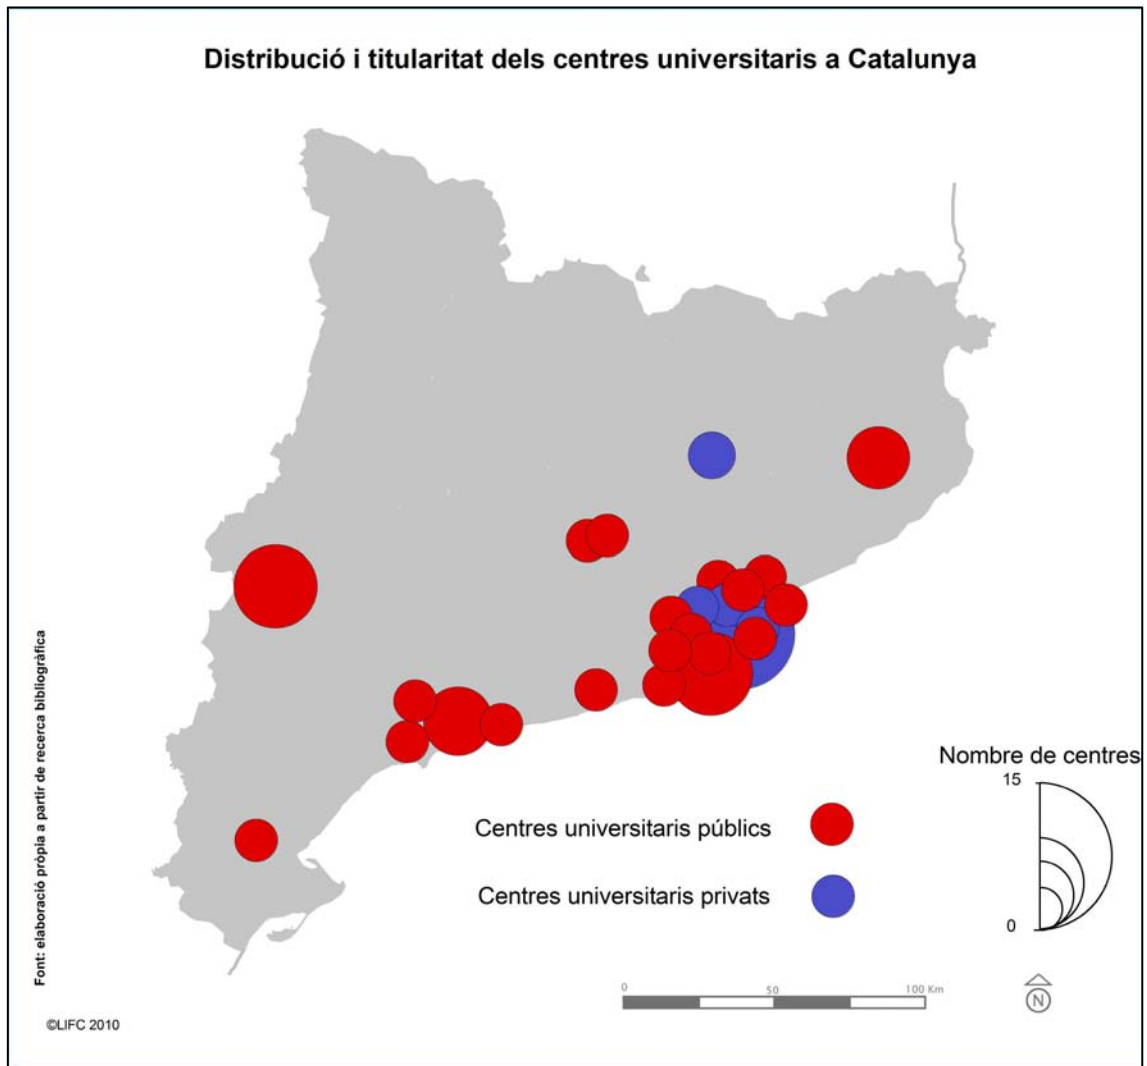 Distribució i titularitat dels centres universitaris a Catalunya
Nombre de centres
15
0
Centres universitaris públics
Centres universitaris privats
0
50
100 Km
N
Font: elaboració pròpia a partir de recerca bibliogràfica
©LIFC 2010